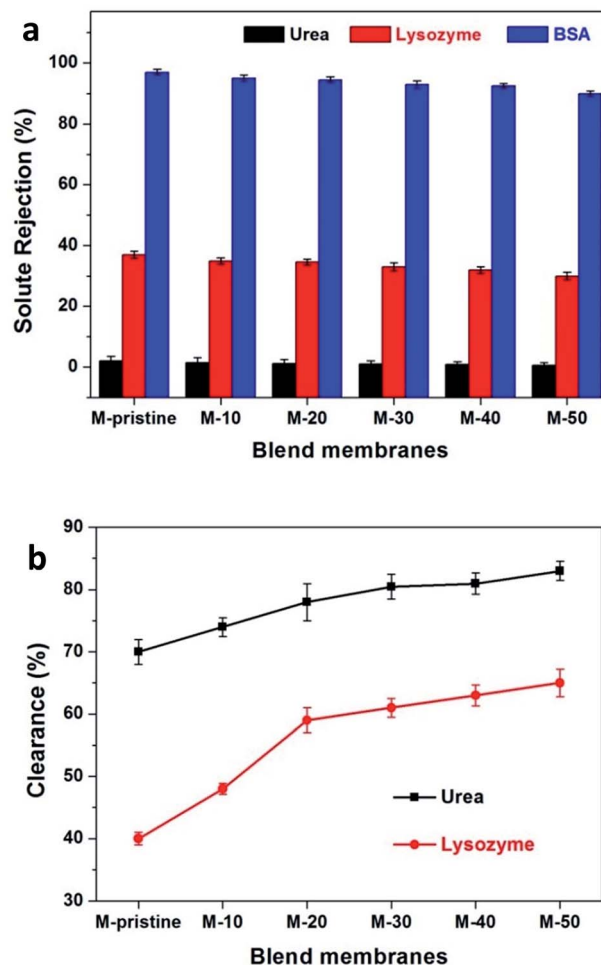 a
Urea Lysozyme BSA
Solute Rejection (%)
100
80
60
40
20
0
M-pristine M-10 M-20 M-30 M-40 M-50
Blend membranes
b
Clearance (%)
90
80
70
60
50
40
30
Urea
Lysozyme
M-pristine M-10 M-20 M-30 M-40 M-50
Blend membranes